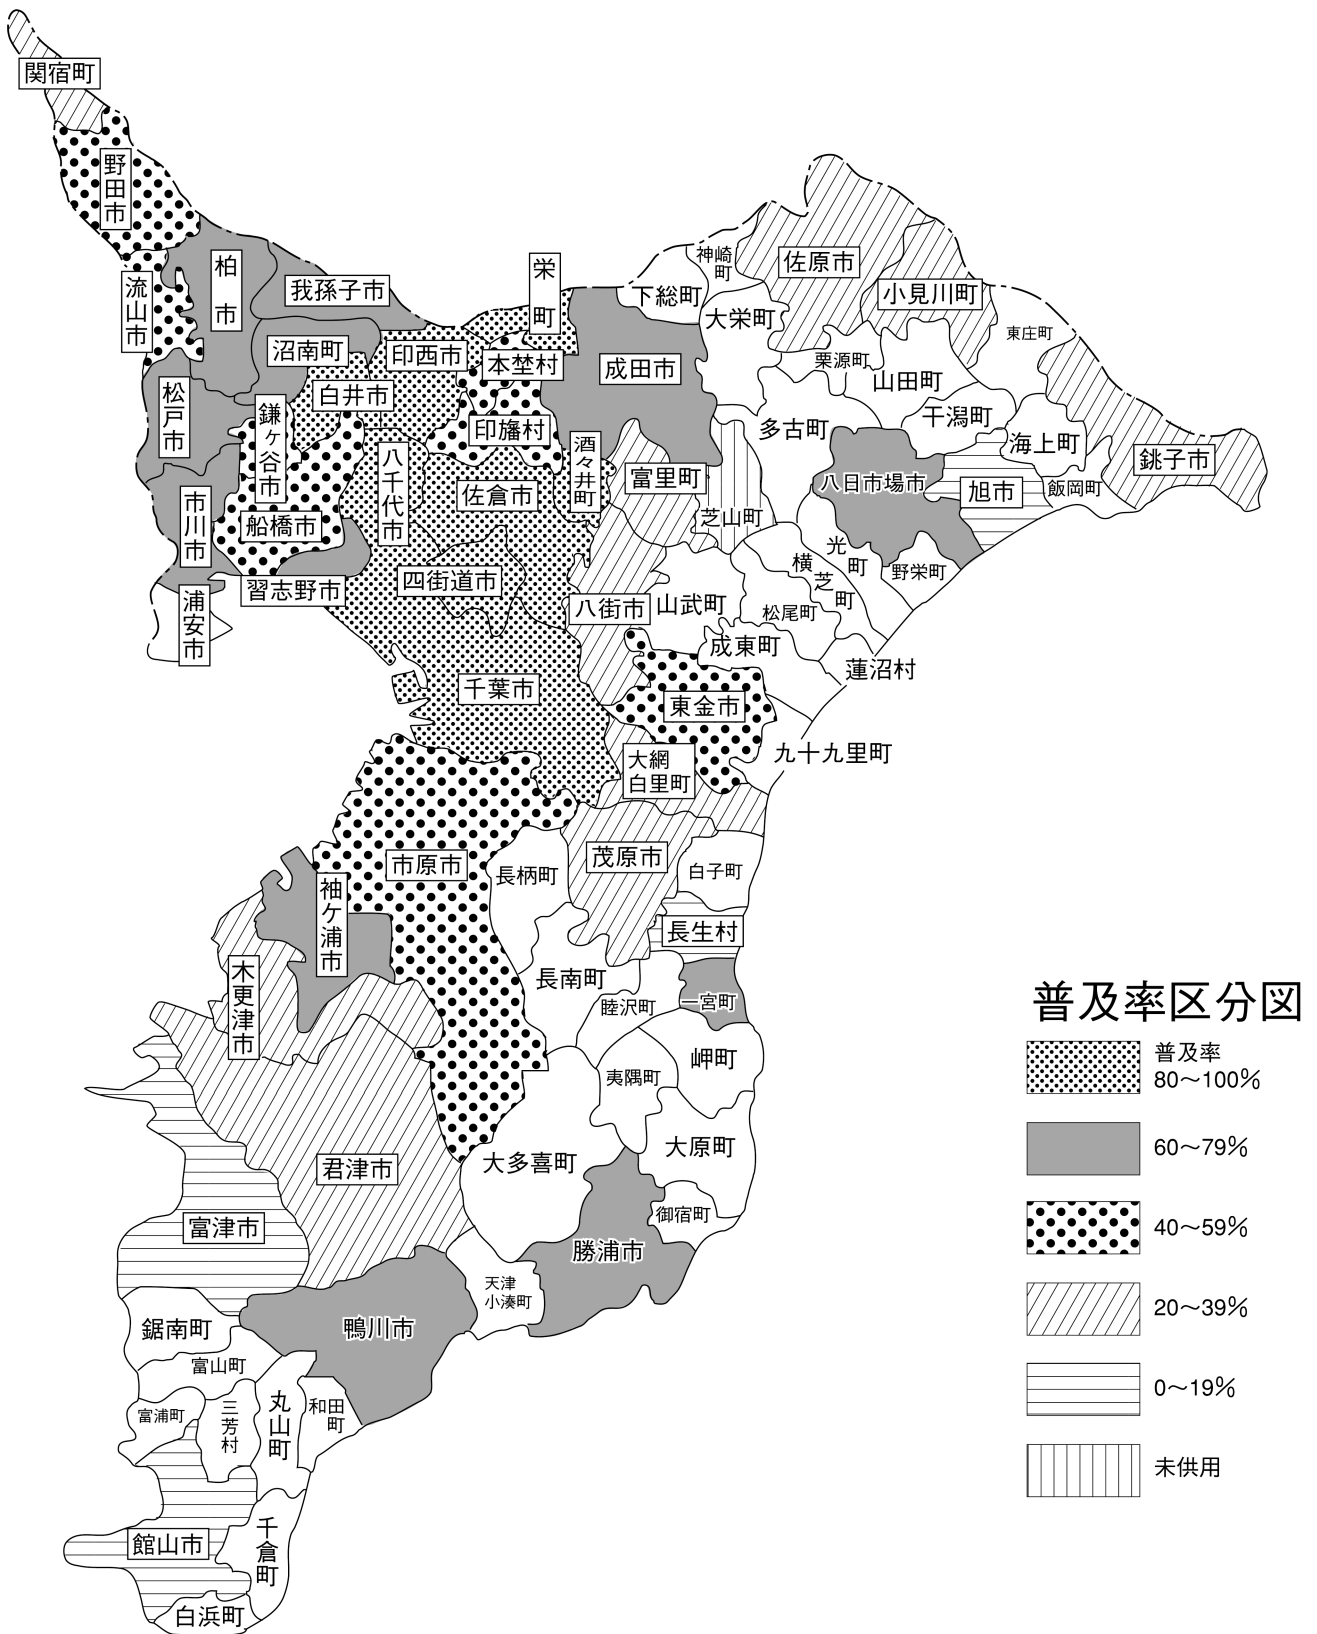 関宿町
野田市
流山市
柏市
我孫子市
沼南町
松戸市
鎌ヶ谷市
白井市
印西市
栄町
本埜村
印旛村
成田市
下総町
神崎町
大栄町
佐原市
小見川町
東庄町
栗源町
山田町
干潟町
多古町
海上町
銚子市
飯岡町
旭市
八日市場市
酒々井町
富里町
芝山町
佐倉市
八千代市
船橋市
市川市
習志野市
浦安市
四街道市
八街市
山武町
横芝町
光町
野栄町
松尾町
成東町
蓮沼村
千葉市
東金市
九十九里町
大網
白里町
市原市
長柄町
茂原市
白子町
長生村
袖ケ浦市
木更津市
長南町
睦沢町
一宮町
岬町
夷隅町
大原町
大多喜町
御宿町
勝浦市
君津市
富津市
天津
小湊町
鴨川市
鋸南町
富山町
富浦町
三芳村
丸山町
和田町
館山市
千倉町
白浜町
普及率区分図
普及率
80～100%
60～79%
40～59%
20～39%
0～19%
未供用